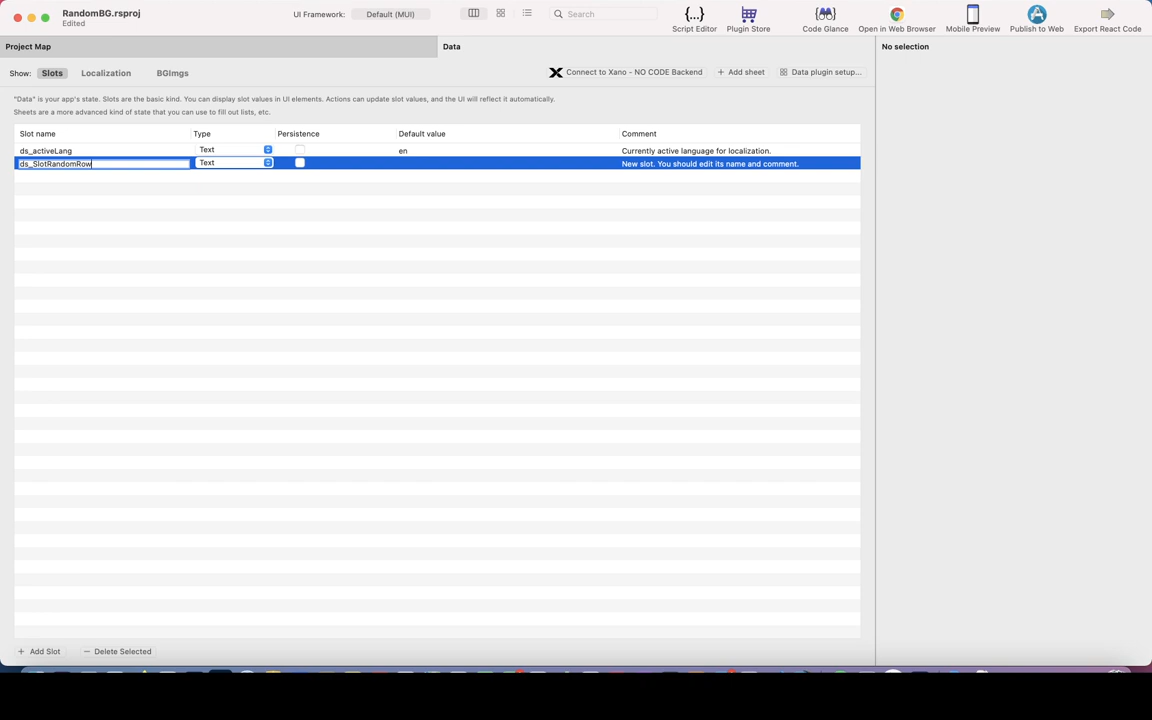 RandomBG.rsproj
Edited
UI Framework: Default (MUI)
Search
{...}
Script Editor
Plugin Store
Code Glance
Open in Web Browser
Mobile Preview
Publish to Web
Export React Code
Project Map
Data
No selection
Show: Slots Localization BGImgs
Connect to Xano - NO CODE Backend
+ Add sheet
Data plugin setup...
"Data" is your app's state. Slots are the basic kind. You can display slot values in UI elements. Actions can update slot values, and the UI will reflect it automatically.
Sheets are a more advanced kind of state that you can use to fill out lists, etc.
Slot name Type Persistence Default value Comment
ds_activeLang Text en Currently active language for localization.
ds_SlotRandomRow Text New slot. You should edit its name and comment.
+ Add Slot − Delete Selected